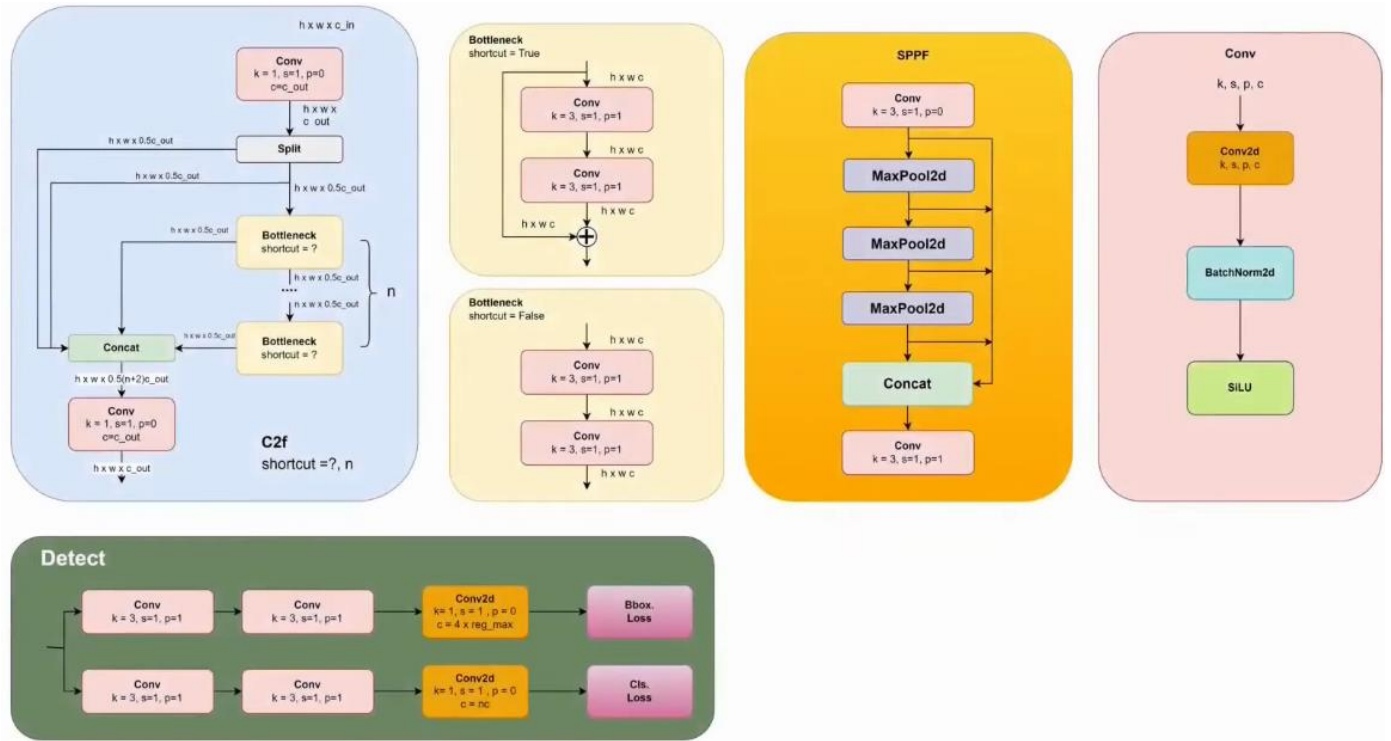 h x w x c_in
Conv
k = 1, s=1, p=0
c=c_out
h x w x
c_out
h x w x 0.5c_out
Split
h x w x 0.5c_out
h x w x 0.5c_out
h x w x 0.5c_out
Bottleneck
shortcut = ?
h x w x 0.5c_out
....
n x w x 0.5c_out
n
Bottleneck
shortcut = ?
h x w x 0.5c_out
Concat
h x w x 0.5(n+2)c_out
Conv
k = 1, s=1, p=0
c=c_out
h x w x c_out
C2f
shortcut =?, n
Bottleneck
shortcut = True
h x w c
Conv
k = 3, s=1, p=1
h x w c
Conv
k = 3, s=1, p=1
h x w c
h x w c
+
Bottleneck
shortcut = False
h x w c
Conv
k = 3, s=1, p=1
h x w c
Conv
k = 3, s=1, p=1
h x w c
SPPF
Conv
k = 3, s=1, p=0
MaxPool2d
MaxPool2d
MaxPool2d
Concat
Conv
k = 3, s=1, p=1
Conv
k, s, p, c
Conv2d
k, s, p, c
BatchNorm2d
SiLU
Detect
Conv
k = 3, s=1, p=1
Conv
k = 3, s=1, p=1
Conv2d
k= 1, s = 1 , p = 0
c = 4 x reg_max
Bbox.
Loss
Conv
k = 3, s=1, p=1
Conv
k = 3, s=1, p=1
Conv2d
k= 1, s = 1 , p = 0
c = nc
Cls.
Loss